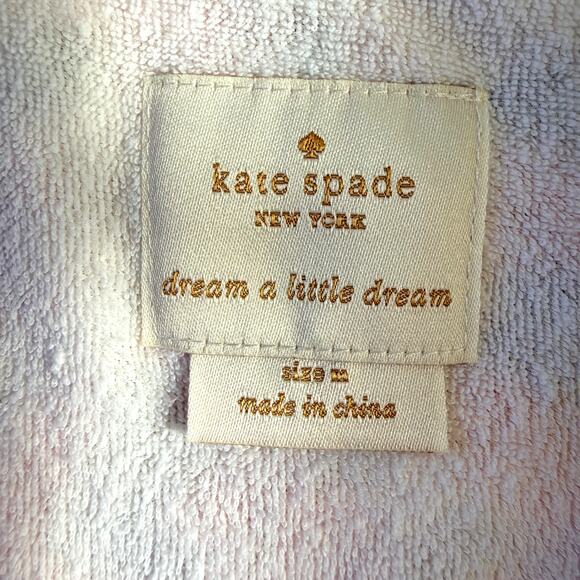 kate spade
NEW YORK
dream a little dream
size m
made in china